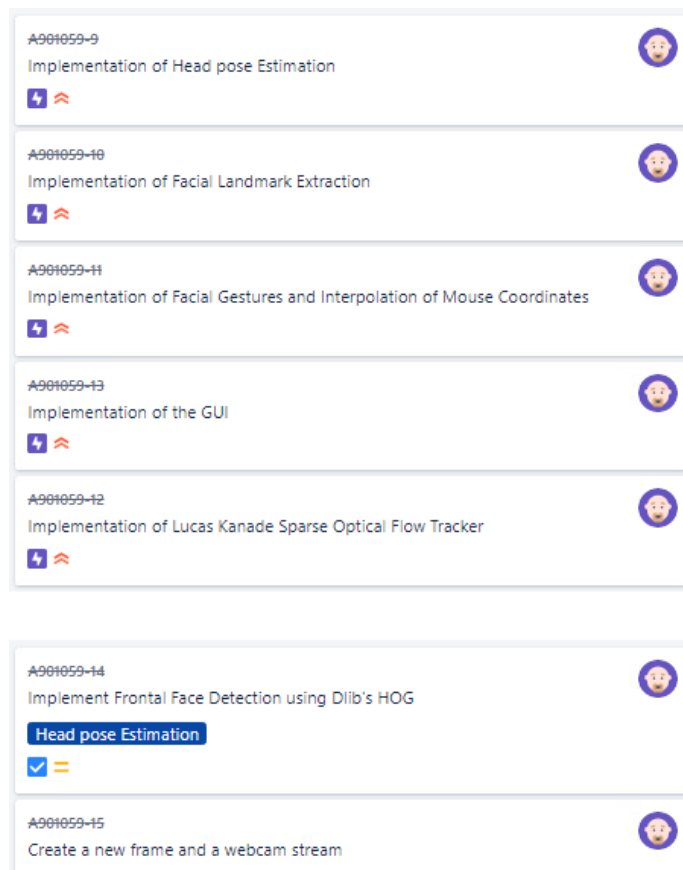 A901059-9
Implementation of Head pose Estimation
A901059-10
Implementation of Facial Landmark Extraction
A901059-11
Implementation of Facial Gestures and Interpolation of Mouse Coordinates
A901059-13
Implementation of the GUI
A901059-12
Implementation of Lucas Kanade Sparse Optical Flow Tracker
A901059-14
Implement Frontal Face Detection using Dlib's HOG
Head pose Estimation
A901059-15
Create a new frame and a webcam stream